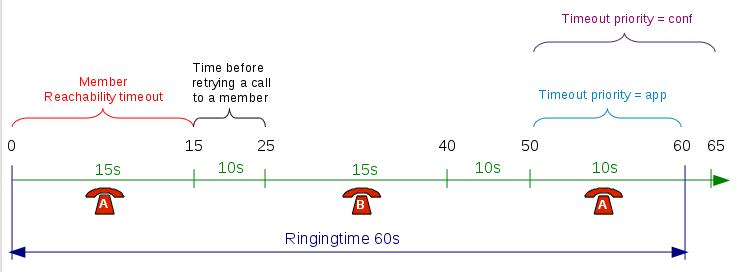 Timeout priority = conf
Member
Reachability timeout
Time before
retrying a call
to a member
Timeout priority = app
0 15 25 40 50 60 65
15s 10s 15s 10s 10s
A B A
Ringingtime 60s